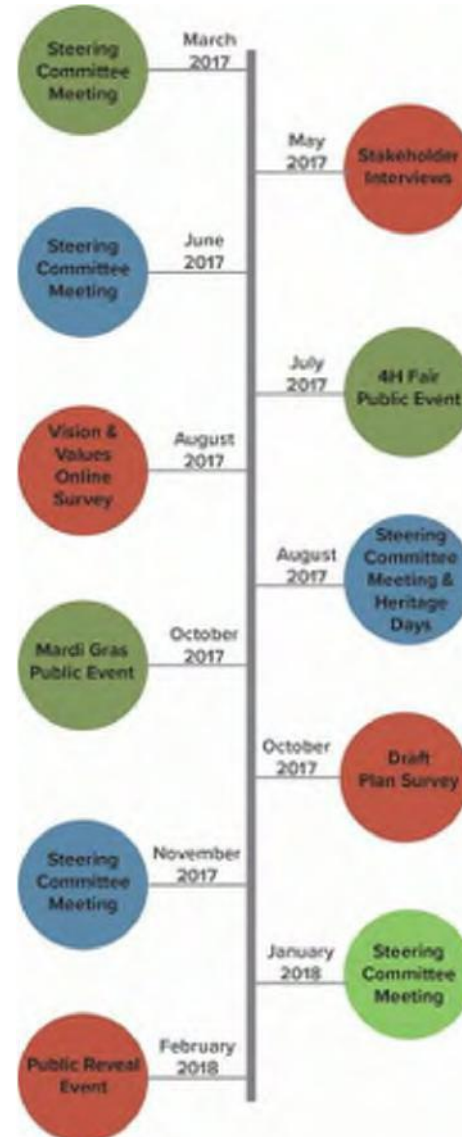 March
2017
Steering
Committee
Meeting
May
2017
Stakeholder
Interviews
June
2017
Steering
Committee
Meeting
July
2017
4H Fair
Public Event
August
2017
Vision &
Values
Online
Survey
August
2017
Steering
Committee
Meeting &
Heritage
Days
October
2017
Mardi Gras
Public Event
October
2017
Draft
Plan Survey
November
2017
Steering
Committee
Meeting
January
2018
Steering
Committee
Meeting
February
2018
Public Reveal
Event